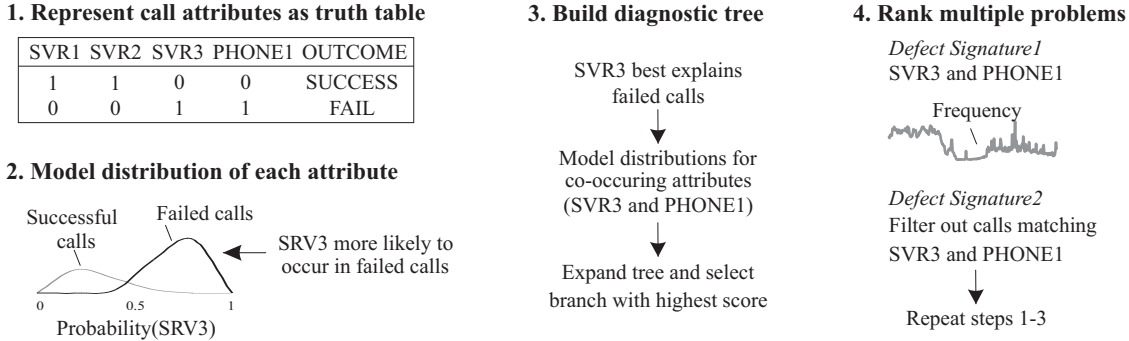 1. Represent call attributes as truth table
SVR1 SVR2 SVR3 PHONE1 OUTCOME
1 1 0 0 SUCCESS
0 0 1 1 FAIL
2. Model distribution of each attribute
Successful
calls
Failed calls
SRV3 more likely to
occur in failed calls
0 0.5 1
Probability(SRV3)
3. Build diagnostic tree
SVR3 best explains
failed calls
Model distributions for
co-occuring attributes
(SVR3 and PHONE1)
Expand tree and select
branch with highest score
4. Rank multiple problems
Defect Signature1
SVR3 and PHONE1
Frequency
Defect Signature2
Filter out calls matching
SVR3 and PHONE1
Repeat steps 1-3